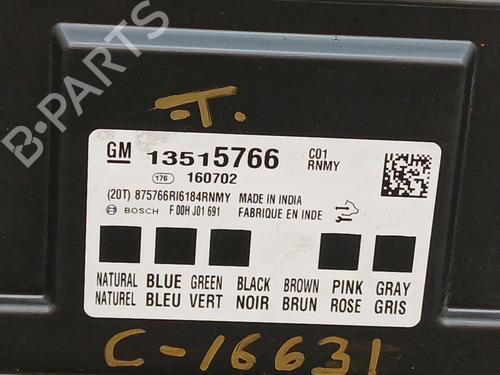 B-PARTS
.T.
GM 13515766 C01
RNMY
176 160702
(20T) 875766RI6184RNMY MADE IN INDIA
BOSCH F 00H J01 691 FABRIQUE EN INDE
NATURAL BLUE GREEN BLACK BROWN PINK GRAY
NATUREL BLEU VERT NOIR BRUN ROSE GRIS
C-16631